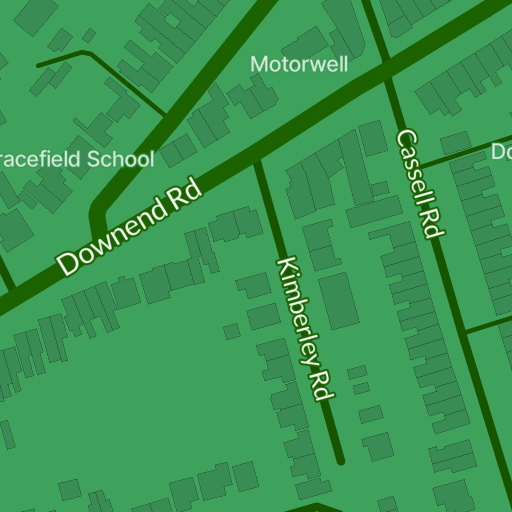 Motorwell
racefield School
Cassell Rd
Do
Downend Rd
Kimberley Rd